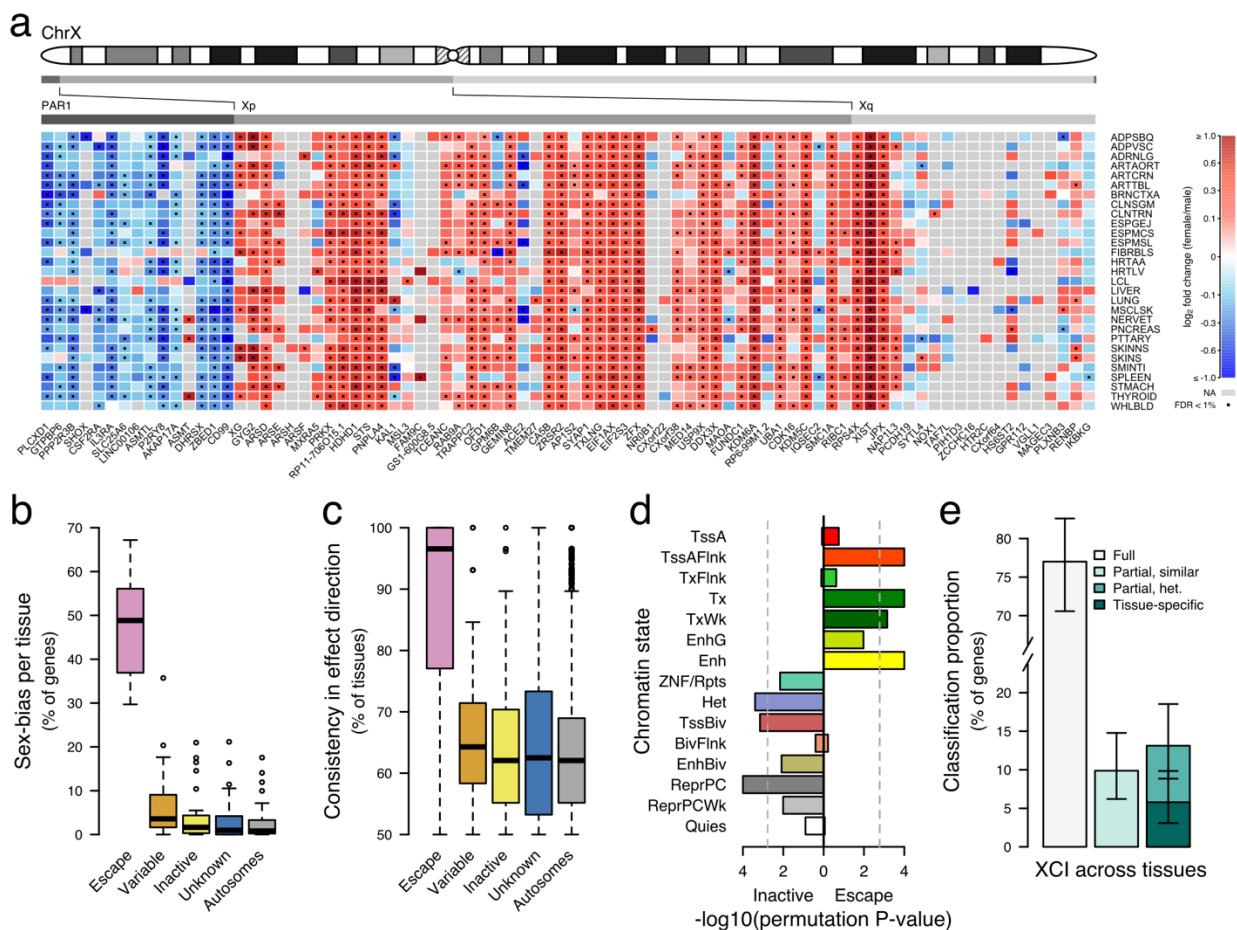 a
ChrX
PAR1
Xp
Xq
ADPSBQ
ADPVSC
ADRNLG
ARTAORT
ARTCRN
ARTTBL
BRNCTXA
CLNSGM
CLNTRN
ESPGEJ
ESPMCS
ESPMSL
FIBRBLS
HRTAA
HRTLV
LCL
LIVER
LUNG
MSCLSK
NERVET
PNCREAS
PTTARY
SKINNS
SKINS
SMINTI
SPLEEN
STMACH
THYROID
WHLBLD
≥ 1.0
0.6
0.3
0.1
0
-0.1
-0.3
-0.6
≤ -1.0
log2 fold change (female/male)
NA
FDR < 1%
PLCXD1
GTPBP6
PPP2R3B
SHOX
CSF2RA
IL3RA
SLC25A6
LINC00106
ASMTL
P2RY8
AKAP17A
ASMT
DHRSX
ZBED1
CD99
XG
GYG2
ARSD
ARSE
ARSH
ARSF
MXRA5
PRKX
RP11-706O15.1
HDHD1
STS
PNPLA4
KAL1
FAM9C
GS1-600G8.5
TCEANC
RAB9A
TRAPPC2
OFD1
GPM6B
GEMIN8
ACE2
TMEM27
CA5B
ZRSR2
AP1S2
SYAP1
TXLNG
EIF1AX
EIF2S3
ZFX
NR0B1
CXorf22
CXorf38
MED14
USP9X
DDX3X
MAOA
FUNDC1
KDM6A
RP6-99M1.2
UBA1
CDK16
KDM5C
IQSEC2
SMC1A
RIBC1
RPS4X
XIST
JPX
NAP1L3
PCDH19
SYTL4
NOX1
TAF7L
PIH1D3
ZCCHC16
HTR2C
CXorf64
HS6ST2
GPR112
VGLL1
MAGEC3
PLXNB3
RENBP
IKBKG
b
Sex-bias per tissue
(% of genes)
70
60
50
40
30
20
10
0
Escape
Variable
Inactive
Unknown
Autosomes
c
Consistency in effect direction
(% of tissues)
100
90
80
70
60
50
Escape
Variable
Inactive
Unknown
Autosomes
d
Chromatin state
TssA
TssAFlnk
TxFlnk
Tx
TxWk
EnhG
Enh
ZNF/Rpts
Het
TssBiv
BivFlnk
EnhBiv
ReprPC
ReprPCWk
Quies
4 2 0 2 4
Inactive Escape
-log10(permutation P-value)
e
Classification proportion
(% of genes)
80
75
70
20
15
10
5
0
Full
Partial, similar
Partial, het.
Tissue-specific
XCI across tissues